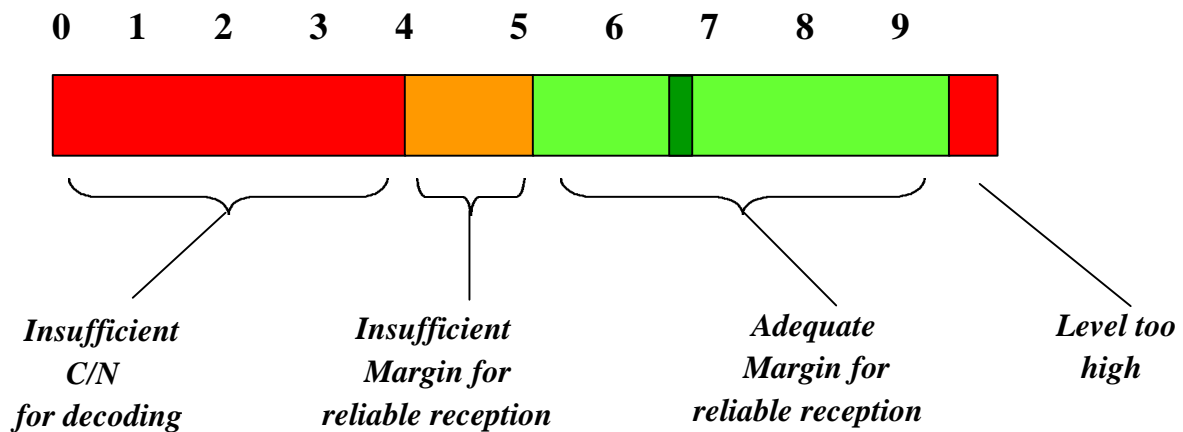 0 1 2 3 4 5 6 7 8 9
Insufficient
C/N
for decoding
Insufficient
Margin for
reliable reception
Adequate
Margin for
reliable reception
Level too
high